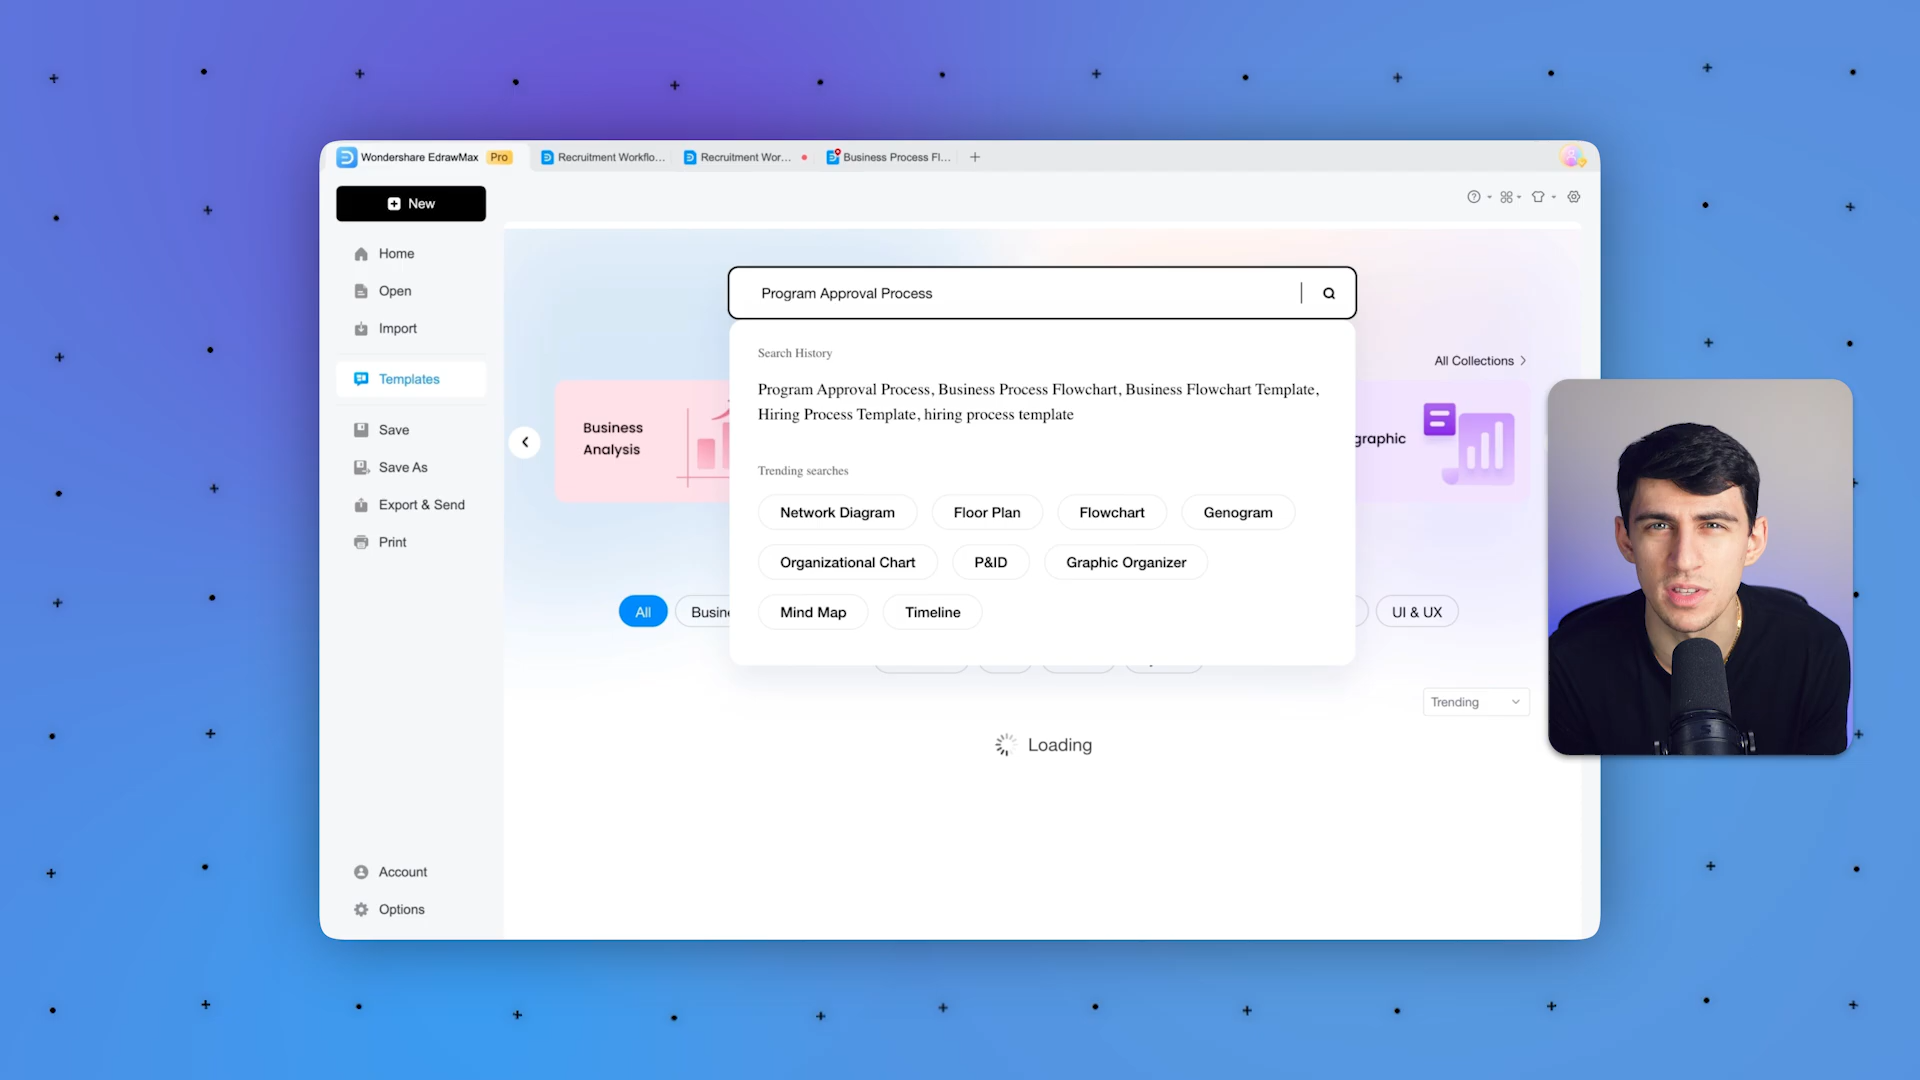 Wondershare EdrawMax Pro
Recruitment Workflo...
Recruitment Wor...
Business Process Fl...
New
Home
Open
Import
Templates
Save
Save As
Export & Send
Print
Account
Options
Program Approval Process
Search History
Program Approval Process, Business Process Flowchart, Business Flowchart Template,
Hiring Process Template, hiring process template
Trending searches
Network Diagram
Floor Plan
Flowchart
Genogram
Organizational Chart
P&ID
Graphic Organizer
Mind Map
Timeline
All Collections
Business
Analysis
graphic
All
Busin
UI & UX
Trending
Loading